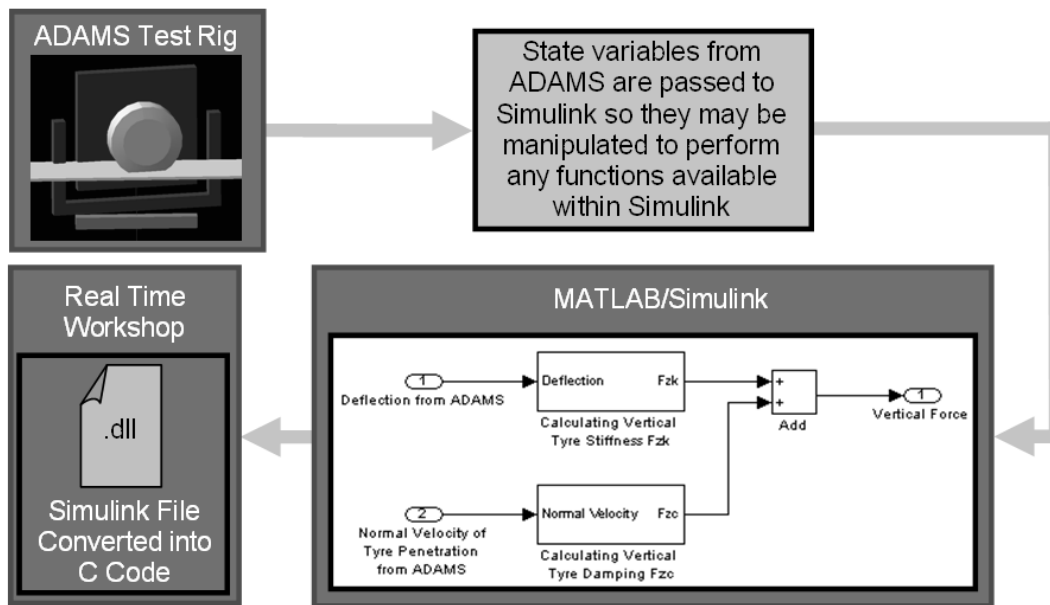 ADAMS Test Rig
State variables from
ADAMS are passed to
Simulink so they may be
manipulated to perform
any functions available
within Simulink
Real Time
Workshop
.dll
Simulink File
Converted into
C Code
MATLAB/Simulink
1
Deflection from ADAMS
Deflection Fzk
Calculating Vertical
Tyre Stiffness Fzk
+
+
Add
1
Vertical Force
2
Normal Velocity of
Tyre Penetration
from ADAMS
Normal Velocity Fzc
Calculating Vertical
Tyre Damping Fzc